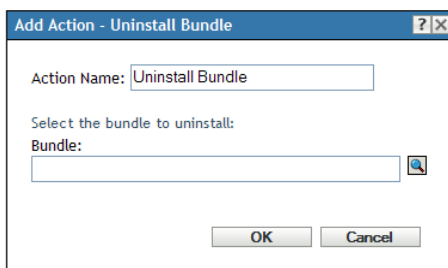 Add Action - Uninstall Bundle ? X
Action Name: Uninstall Bundle
Select the bundle to uninstall:
Bundle:
OK Cancel